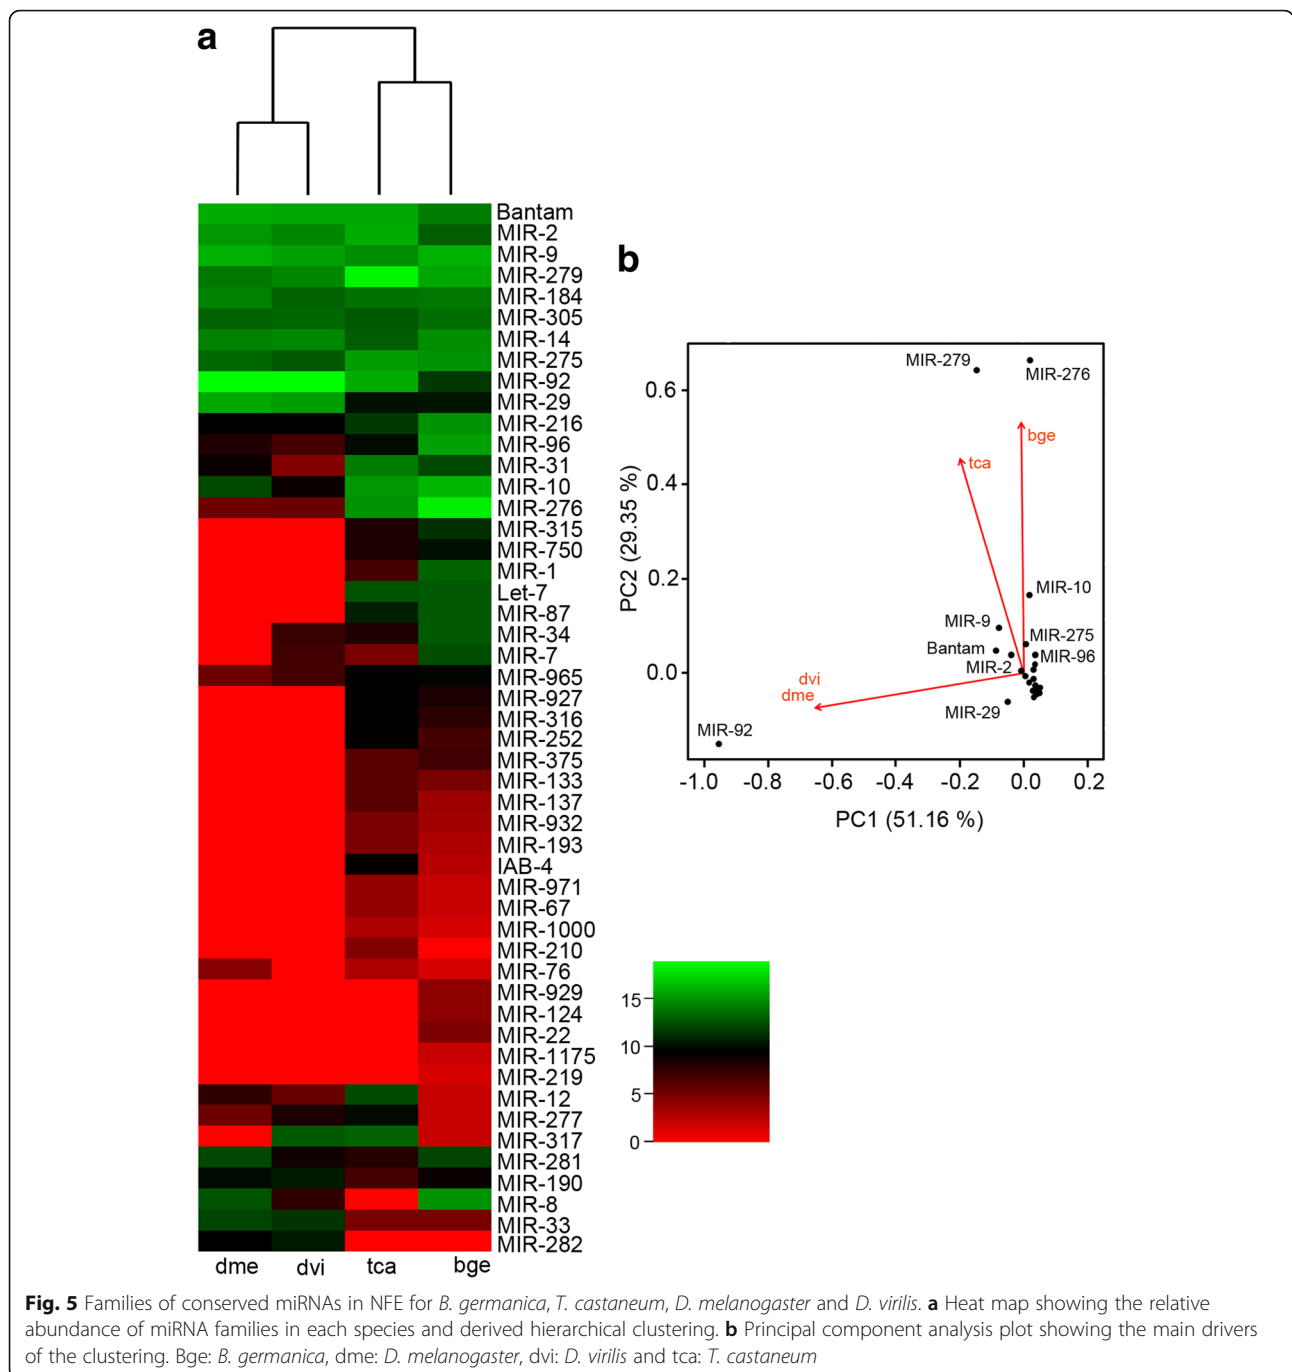 a
Bantam
MIR-2
MIR-9
MIR-279
MIR-184
MIR-305
MIR-14
MIR-275
MIR-92
MIR-29
MIR-216
MIR-96
MIR-31
MIR-10
MIR-276
MIR-315
MIR-750
MIR-1
Let-7
MIR-87
MIR-34
MIR-7
MIR-965
MIR-927
MIR-316
MIR-252
MIR-375
MIR-133
MIR-137
MIR-932
MIR-193
IAB-4
MIR-971
MIR-67
MIR-1000
MIR-210
MIR-76
MIR-929
MIR-124
MIR-22
MIR-1175
MIR-219
MIR-12
MIR-277
MIR-317
MIR-281
MIR-190
MIR-8
MIR-33
MIR-282
dme dvi tca bge
b
MIR-279
MIR-276
bge
tca
MIR-10
MIR-9
MIR-275
Bantam
MIR-96
MIR-2
dvi
dme
MIR-29
MIR-92
0.6
0.4
0.2
0.0
PC2 (29.35 %)
-1.0 -0.8 -0.6 -0.4 -0.2 0.0 0.2
PC1 (51.16 %)
15
10
5
0
Fig. 5 Families of conserved miRNAs in NFE for B. germanica, T. castaneum, D. melanogaster and D. virilis. a Heat map showing the relative
abundance of miRNA families in each species and derived hierarchical clustering. b Principal component analysis plot showing the main drivers
of the clustering. Bge: B. germanica, dme: D. melanogaster, dvi: D. virilis and tca: T. castaneum